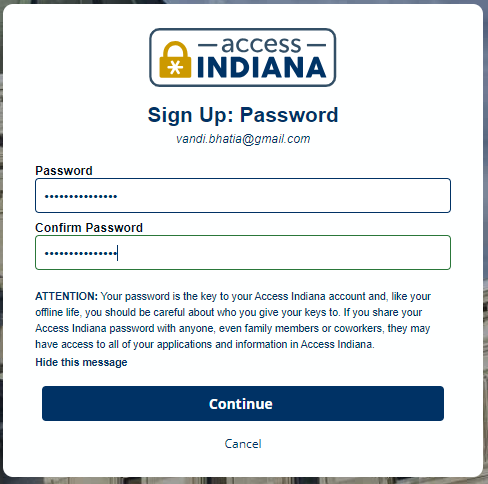 access
INDIANA
Sign Up: Password
vandi.bhatia@gmail.com
Password
•••••••••••••••
Confirm Password
•••••••••••••••
ATTENTION: Your password is the key to your Access Indiana account and, like your
offline life, you should be careful about who you give your keys to. If you share your
Access Indiana password with anyone, even family members or coworkers, they may
have access to all of your applications and information in Access Indiana.
Hide this message
Continue
Cancel